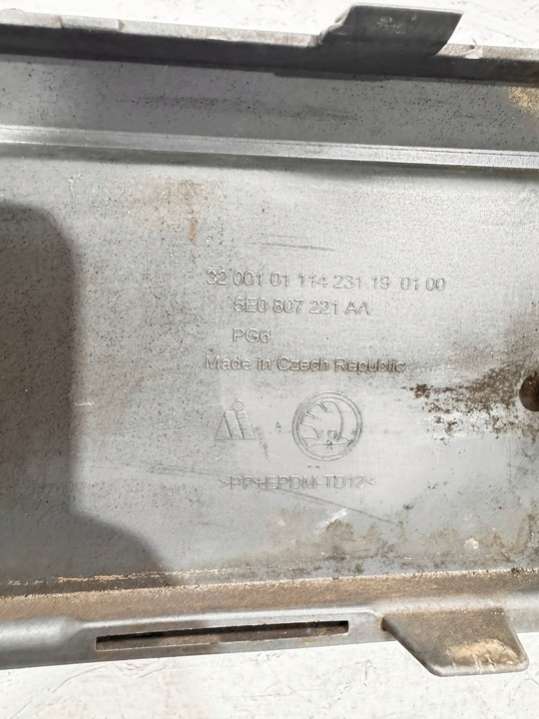 32 001 01 114 231 19 01 00
5E0 807 221 AA
PG6
Made in Czech Republic
>PP+EPDM-TD12<